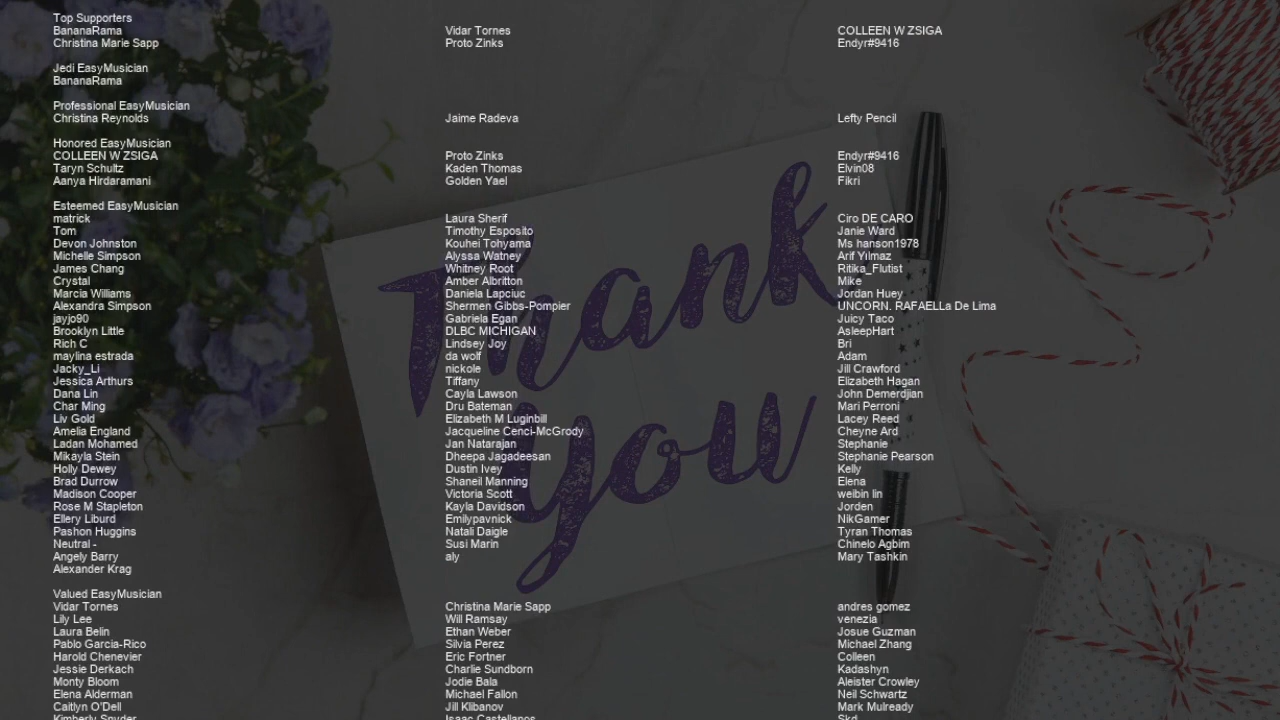 Top Supporters
BananaRama Vidar Tornes COLLEEN W ZSIGA
Christina Marie Sapp Proto Zinks Endyr#9416
Jedi EasyMusician
BananaRama
Professional EasyMusician
Christina Reynolds Jaime Radeva Lefty Pencil
Honored EasyMusician
COLLEEN W ZSIGA Proto Zinks Endyr#9416
Taryn Schultz Kaden Thomas Elvin08
Aanya Hirdaramani Golden Yael Fikri
Esteemed EasyMusician
matrick Laura Sherif Ciro DE CARO
Tom Timothy Esposito Janie Ward
Devon Johnston Kouhei Tohyama Ms hanson1978
Michelle Simpson Alyssa Watney Arif Yılmaz
James Chang Whitney Root Ritika_Flutist
Crystal Amber Albritton Mike
Marcia Williams Daniela Lapciuc Jordan Huey
Alexandra Simpson Shermen Gibbs-Pompier UNCORN. RAFAELLa De Lima
jayjo90 Gabriela Egan Juicy Taco
Brooklyn Little DLBC MICHIGAN AsleepHart
Rich C Lindsey Joy Bri
maylina estrada da wolf Adam
Jacky_Li nickole Jill Crawford
Jessica Arthurs Tiffany Elizabeth Hagan
Dana Lin Cayla Lawson John Demerdjian
Char Ming Dru Bateman Mari Perroni
Liv Gold Elizabeth M Luginbill Lacey Reed
Amelia England Jacqueline Cenci-McGrody Cheyne Ard
Ladan Mohamed Jan Natarajan Stephanie
Mikayla Stein Dheepa Jagadeesan Stephanie Pearson
Holly Dewey Dustin Ivey Kelly
Brad Durrow Shaneil Manning Elena
Madison Cooper Victoria Scott weibin lin
Rose M Stapleton Kayla Davidson Jorden
Ellery Liburd Emilypavnick NikGamer
Pashon Huggins Natali Daigle Tyran Thomas
Neutral - Susi Marin Chinelo Agbim
Angely Barry aly Mary Tashkin
Alexander Krag
Valued EasyMusician
Vidar Tornes Christina Marie Sapp andres gomez
Lily Lee Will Ramsay venezia
Laura Belin Ethan Weber Josue Guzman
Pablo Garcia-Rico Silvia Perez Michael Zhang
Harold Chenevier Eric Fortner Colleen
Jessie Derkach Charlie Sundborn Kadashyn
Monty Bloom Jodie Bala Aleister Crowley
Elena Alderman Michael Fallon Neil Schwartz
Caitlyn O'Dell Jill Klibanov Mark Mulready
Kimberly Snyder Isaac Castellanos Skd
Thank
you